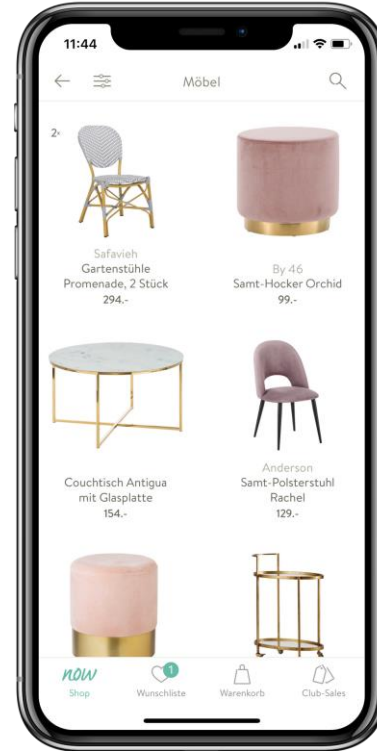 11:44
Möbel
2x
Safavieh
Gartenstühle
Promenade, 2 Stück
294.-
By 46
Samt-Hocker Orchid
99.-
Couchtisch Antigua
mit Glasplatte
154.-
Anderson
Samt-Polsterstuhl
Rachel
129.-
now
Shop
1
Wunschliste
Warenkorb
Club-Sales